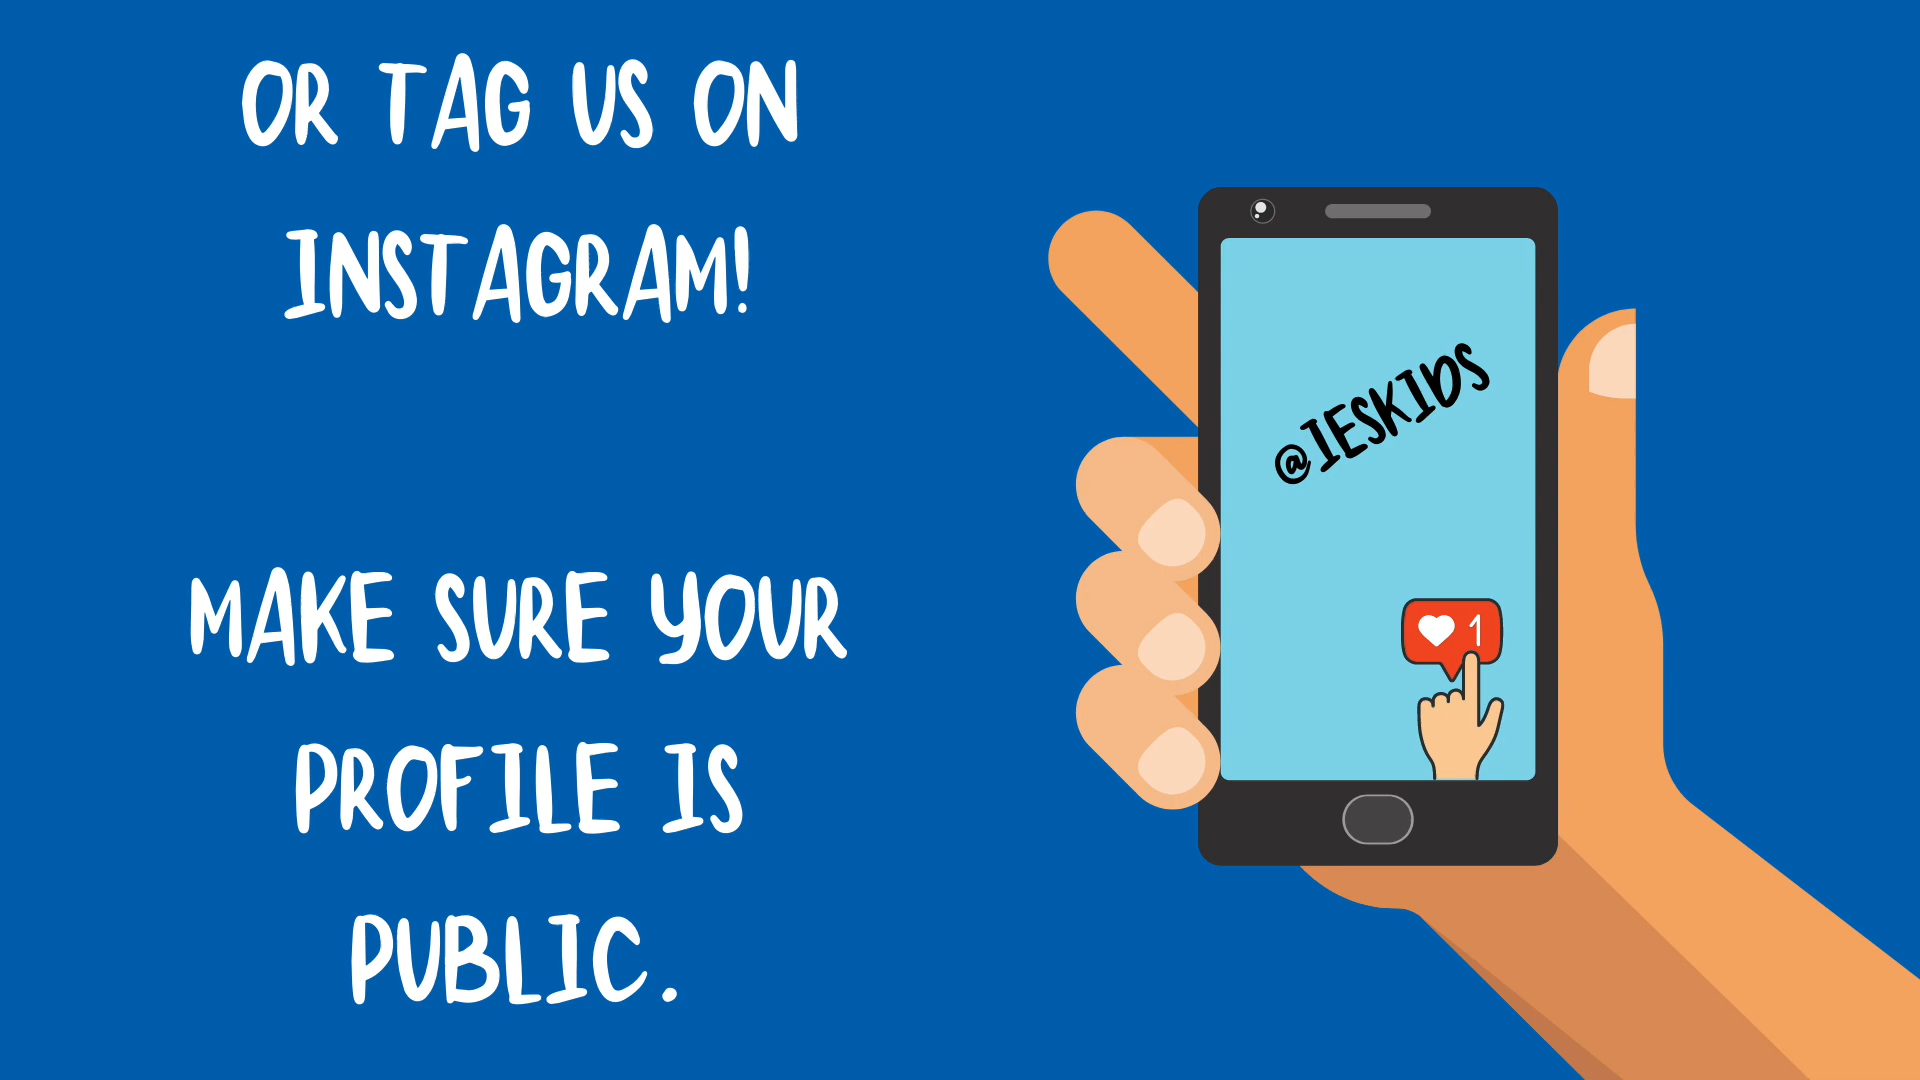 OR TAG US ON
INSTAGRAM!
MAKE SURE YOUR
PROFILE IS
PUBLIC.
@IESKIDS
1